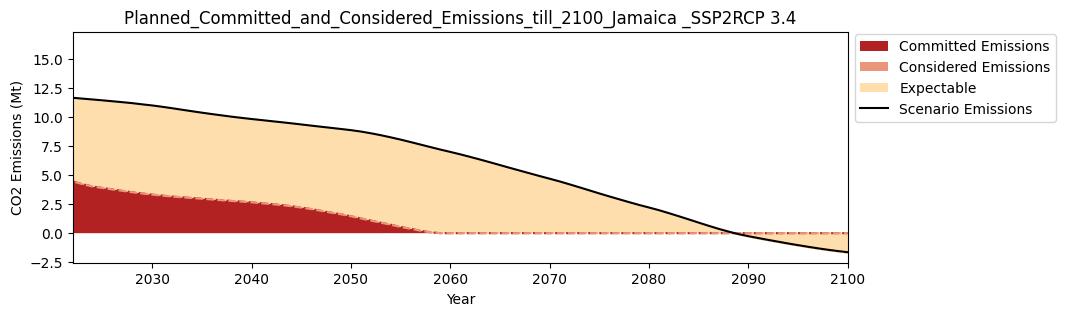 Planned_Committed_and_Considered_Emissions_till_2100_Jamaica _SSP2RCP 3.4
CO2 Emissions (Mt)
15.0
12.5
10.0
7.5
5.0
2.5
0.0
−2.5
2030 2040 2050 2060 2070 2080 2090 2100
Year
Committed Emissions
Considered Emissions
Expectable
Scenario Emissions